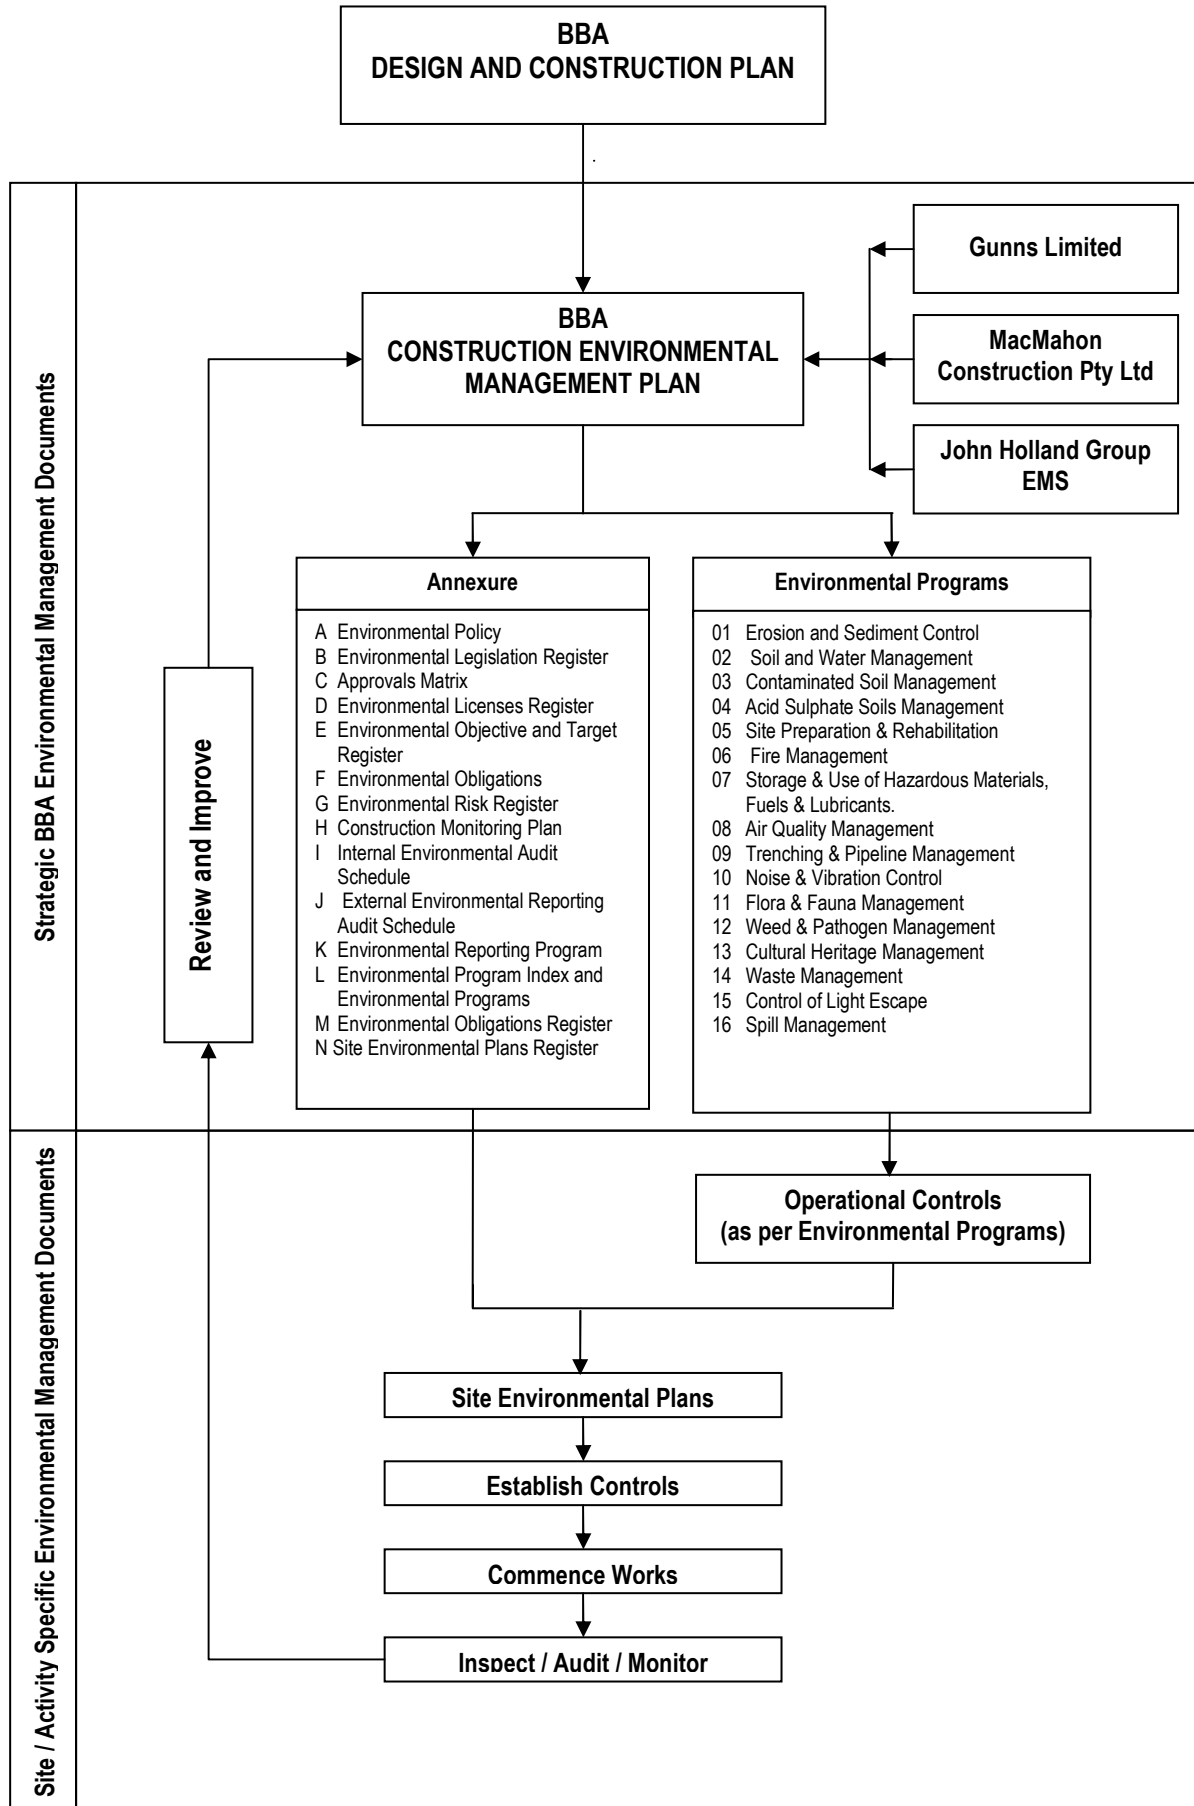 BBA
DESIGN AND CONSTRUCTION PLAN
Strategic BBA Environmental Management Documents
Gunns Limited
BBA
CONSTRUCTION ENVIRONMENTAL
MANAGEMENT PLAN
MacMahon
Construction Pty Ltd
John Holland Group
EMS
Review and Improve
Annexure
A Environmental Policy
B Environmental Legislation Register
C Approvals Matrix
D Environmental Licenses Register
E Environmental Objective and Target
Register
F Environmental Obligations
G Environmental Risk Register
H Construction Monitoring Plan
I Internal Environmental Audit
Schedule
J External Environmental Reporting
Audit Schedule
K Environmental Reporting Program
L Environmental Program Index and
Environmental Programs
M Environmental Obligations Register
N Site Environmental Plans Register
Environmental Programs
01 Erosion and Sediment Control
02 Soil and Water Management
03 Contaminated Soil Management
04 Acid Sulphate Soils Management
05 Site Preparation & Rehabilitation
06 Fire Management
07 Storage & Use of Hazardous Materials,
Fuels & Lubricants.
08 Air Quality Management
09 Trenching & Pipeline Management
10 Noise & Vibration Control
11 Flora & Fauna Management
12 Weed & Pathogen Management
13 Cultural Heritage Management
14 Waste Management
15 Control of Light Escape
16 Spill Management
Site / Activity Specific Environmental Management Documents
Operational Controls
(as per Environmental Programs)
Site Environmental Plans
Establish Controls
Commence Works
Inspect / Audit / Monitor